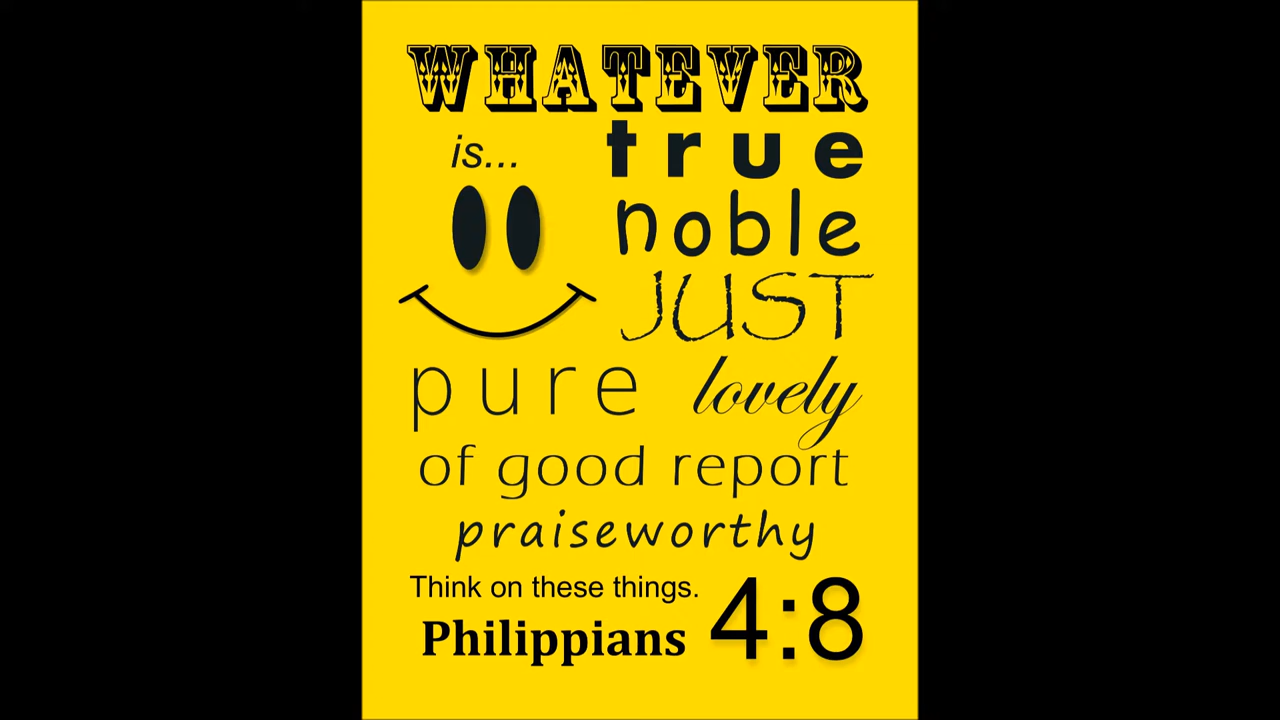 WHATEVER
is... true
noble
JUST
pure lovely
of good report
praiseworthy
Think on these things.
Philippians 4:8